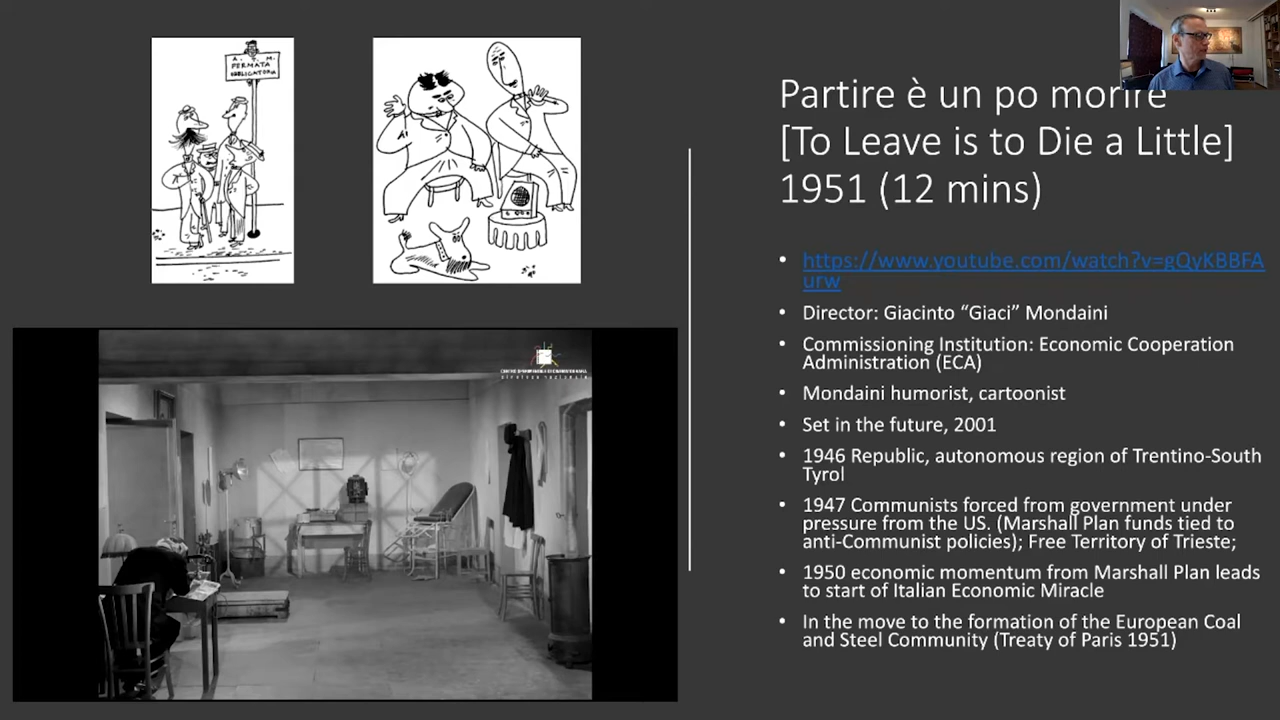 A. T. M.
FERMATA
OBBLIGATORIA
Partire è un po morire
[To Leave is to Die a Little]
1951 (12 mins)
• https://www.youtube.com/watch?v=gQyKBBFA
urw
• Director: Giacinto “Giaci” Mondaini
• Commissioning Institution: Economic Cooperation
Administration (ECA)
• Mondaini humorist, cartoonist
• Set in the future, 2001
• 1946 Republic, autonomous region of Trentino-South
Tyrol
• 1947 Communists forced from government under
pressure from the US. (Marshall Plan funds tied to
anti-Communist policies); Free Territory of Trieste;
• 1950 economic momentum from Marshall Plan leads
to start of Italian Economic Miracle
• In the move to the formation of the European Coal
and Steel Community (Treaty of Paris 1951)